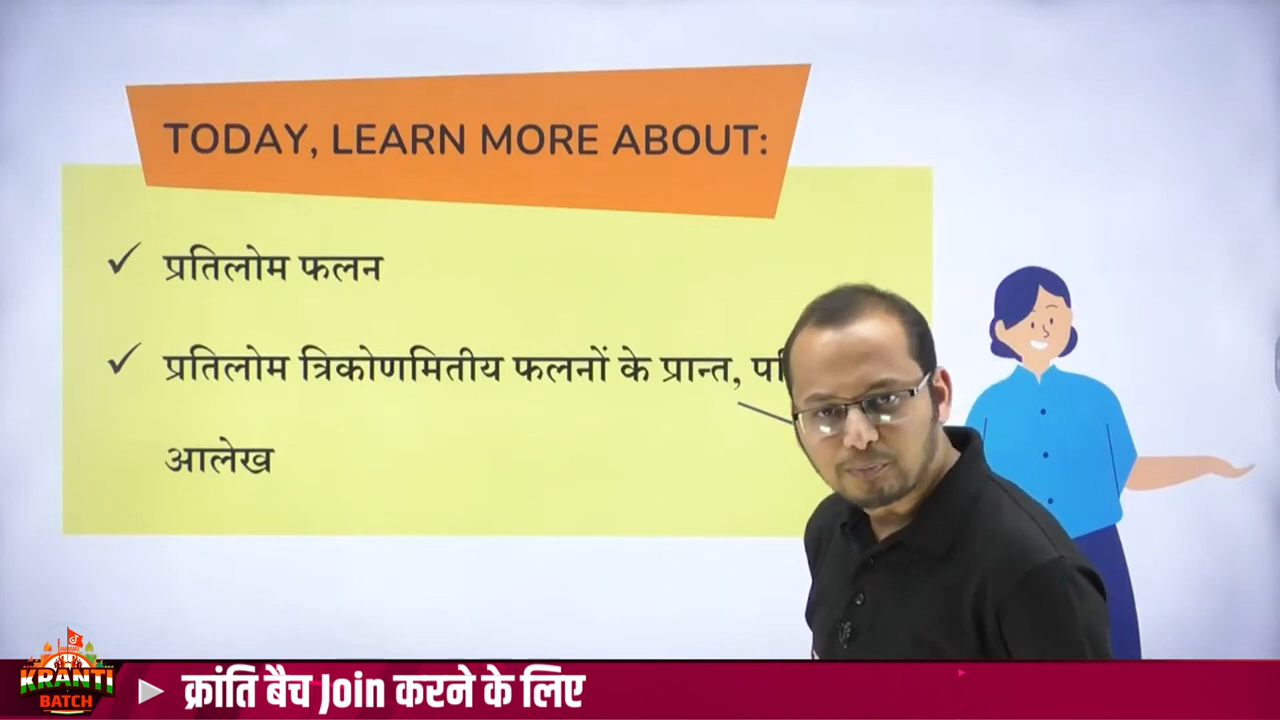 TODAY, LEARN MORE ABOUT:
✓ प्रतिलोम फलन
✓ प्रतिलोम त्रिकोणमितीय फलनों के प्रान्त,
आलेख
KRANTI
BATCH
क्रांति बैच Join करने के लिए